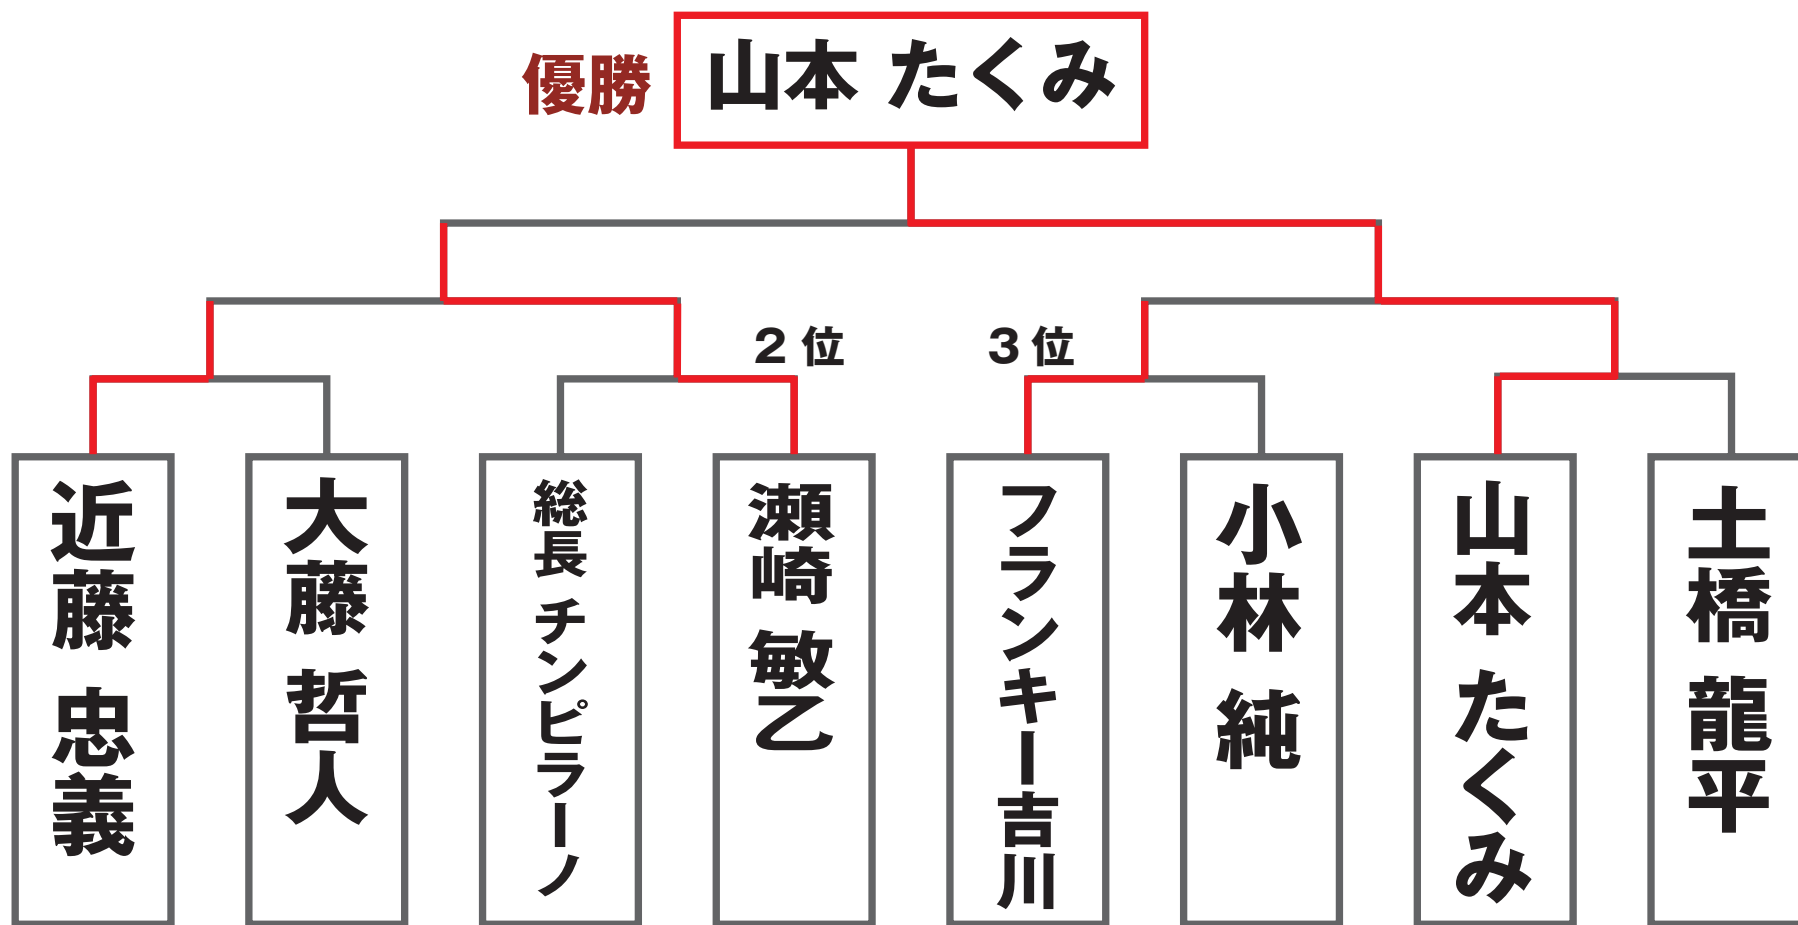 優勝
山本 たくみ
2位
3位
近藤 忠義
大藤 哲人
総長 チンピラーノ
瀬崎 敏乙
フランキー吉川
小林 純
山本 たくみ
土橋 龍平